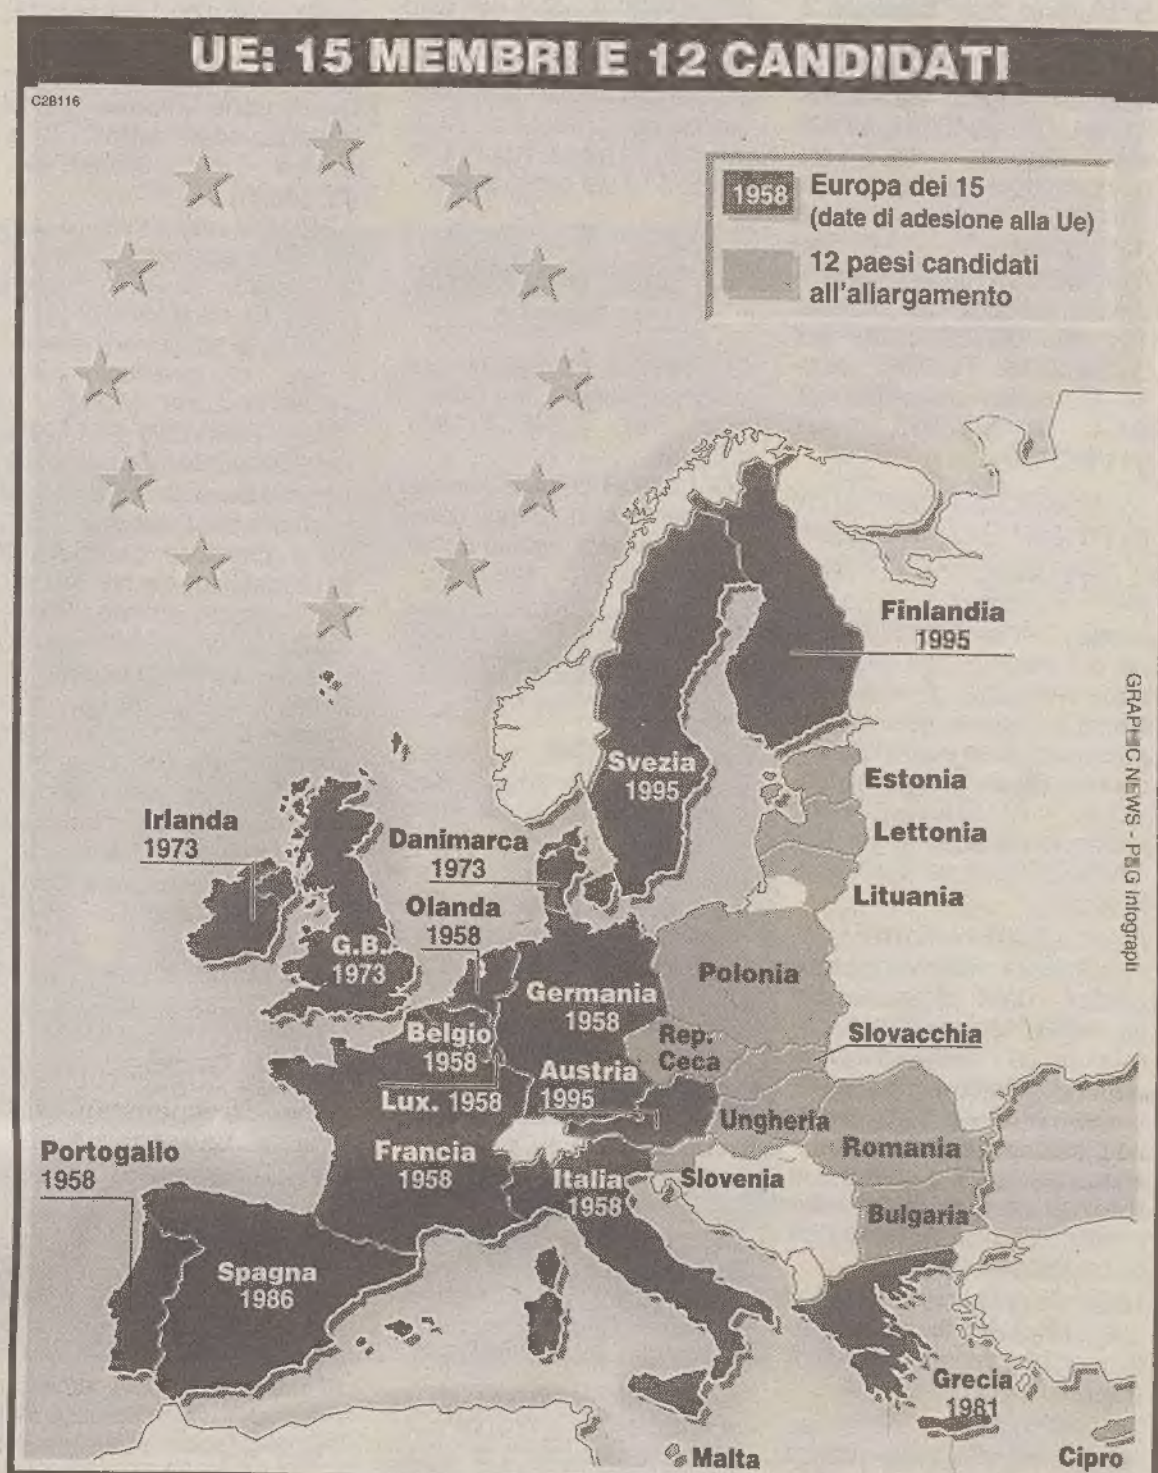 UE: 15 MEMBRI E 12 CANDIDATI
C2B116
1958
Europa dei 15
(date di adesione alla Ue)
12 paesi candidati
all'allargamento
Finlandia
1995
Svezia
1995
Estonia
Irlanda
1973
Danimarca
1973
Lettonia
Olanda
1958
Lituania
G.B.
1973
Polonia
Germania
1958
Belgio
1958
Rep.
Ceca
Slovacchia
Austria
1995
Lux. 1958
Ungheria
Romania
Portogallo
1958
Francia
1958
Italia
1958
Slovenia
Bulgaria
Spagna
1986
Grecia
1981
Malta
Cipro
GRAPHIC NEWS - P&G Infograph